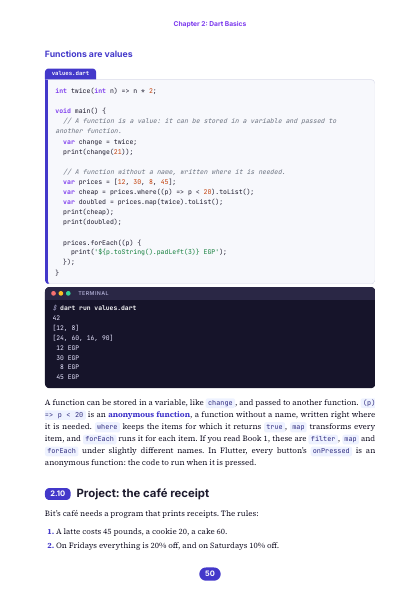 Chapter 2: Dart Basics
Functions are values
values.dart
int twice(int n) => n * 2;
void main() {
// A function is a value: it can be stored in a variable and passed to
another function.
var change = twice;
print(change(21));
// A function without a name, written where it is needed.
var prices = [12, 30, 8, 45];
var cheap = prices.where((p) => p < 20).toList();
var doubled = prices.map(twice).toList();
print(cheap);
print(doubled);
prices.forEach((p) {
print('${p.toString().padLeft(3)} EGP');
});
}
TERMINAL
$ dart run values.dart
42
[12, 8]
[24, 60, 16, 90]
12 EGP
30 EGP
8 EGP
45 EGP
A function can be stored in a variable, like change, and passed to another function. (p)
=> p < 20 is an anonymous function, a function without a name, written right where
it is needed. where keeps the items for which it returns true, map transforms every
item, and forEach runs it for each item. If you read Book 1, these are filter, map and
forEach under slightly different names. In Flutter, every button's onPressed is an
anonymous function: the code to run when it is pressed.
2.10 Project: the café receipt
Bit's café needs a program that prints receipts. The rules:
1. A latte costs 45 pounds, a cookie 20, a cake 60.
2. On Fridays everything is 20% off, and on Saturdays 10% off.
50